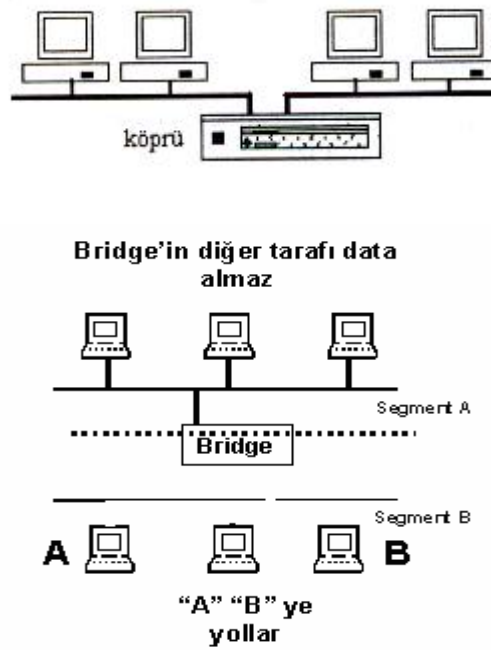 köprü
Bridge'in diğer tarafı data
almaz
Segment A
Bridge
Segment B
A
B
“A” “B” ye
yollar